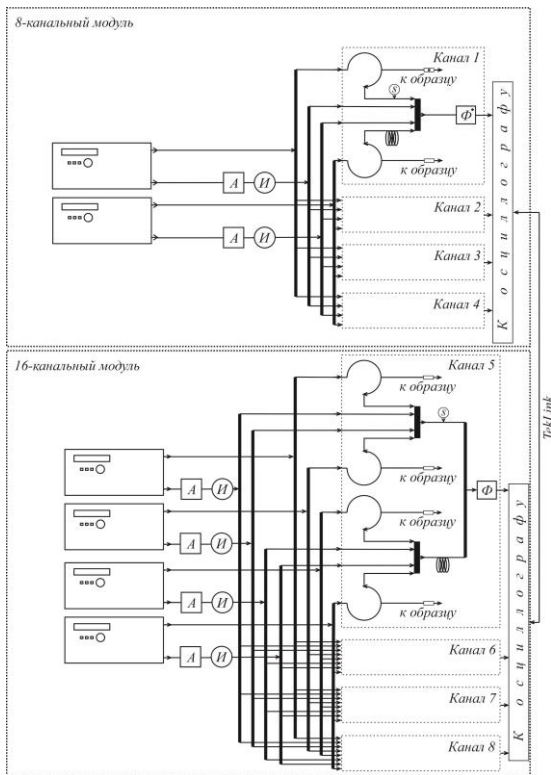 8-канальный модуль
Канал 1
к образцу
S
Ф
А И
к образцу
А И
Канал 2
Канал 3
Канал 4
К осциллографу
TekLink
16-канальный модуль
Канал 5
к образцу
S
А И
к образцу
Ф
А И
к образцу
А И
к образцу
А И
Канал 6
Канал 7
Канал 8
К осциллографу